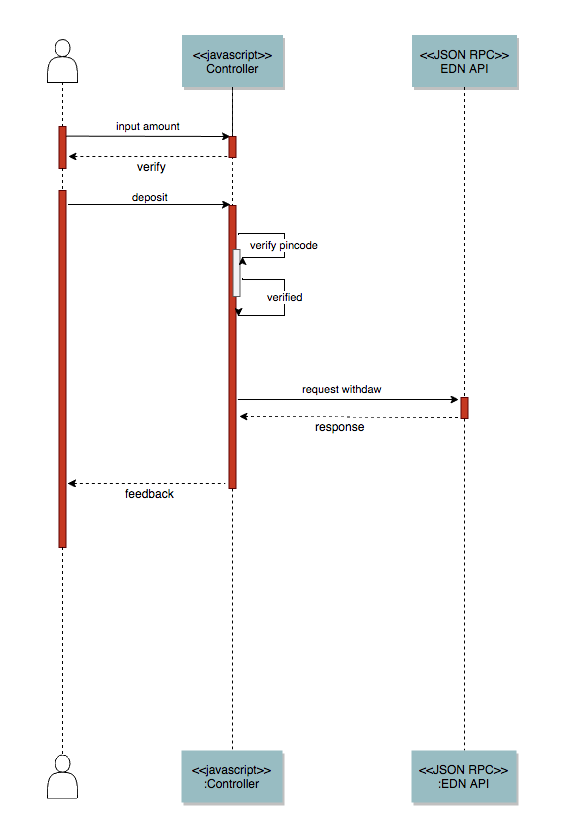 <<javascript>>
Controller
<<JSON RPC>>
EDN API
input amount
verify
deposit
verify pincode
verified
request withdaw
response
feedback
<<javascript>>
:Controller
<<JSON RPC>>
:EDN API